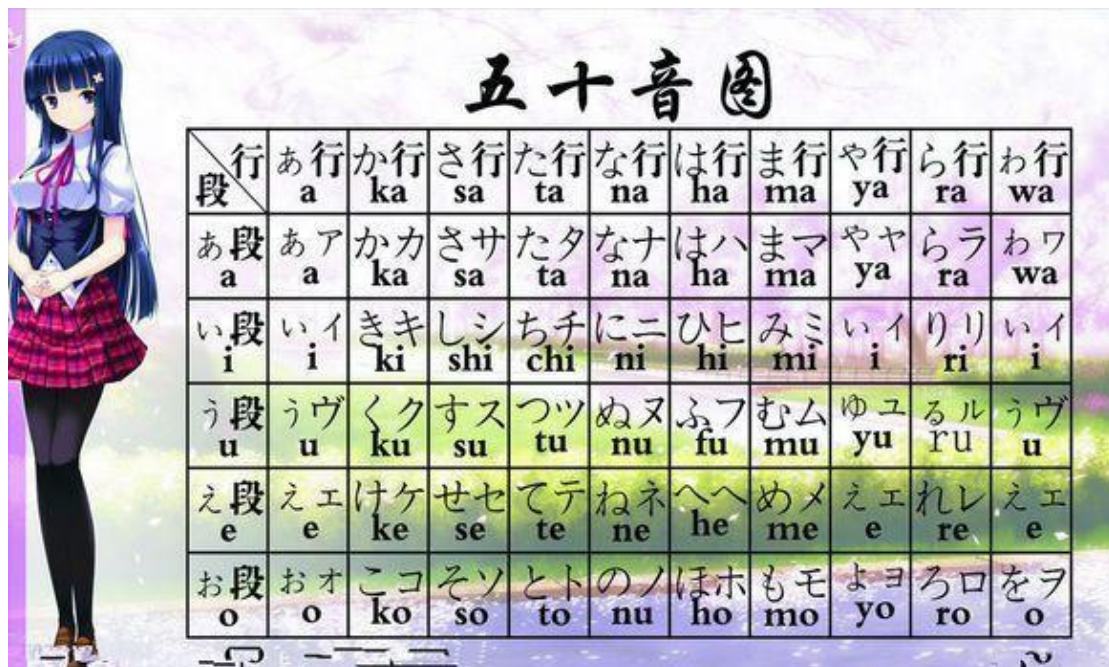 五十音图
行 あ行 か行 さ行 た行 な行 は行 ま行 や行 ら行 わ行
段 a ka sa ta na ha ma ya ra wa
あ段 あア かカ さサ たタ なナ はハ まマ やヤ らラ わワ
a a ka sa ta na ha ma ya ra wa
い段 いイ きキ しシ ちチ にニ ひヒ みミ いイ りリ いイ
i i ki shi chi ni hi mi i ri i
う段 うヴ くク すス つツ ぬヌ ふフ むム ゆユ るル うヴ
u u ku su tu nu fu mu yu ru u
え段 えエ けケ せセ てテ ねネ へヘ めメ えエ れレ えエ
e e ke se te ne he me e re e
お段 おオ こコ そソ とト のノ ほホ もモ よヨ ろロ をヲ
o o ko so to nu ho mo yo ro o